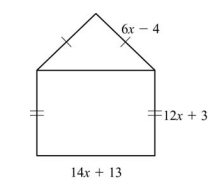 6x − 4
12x + 3
14x + 13